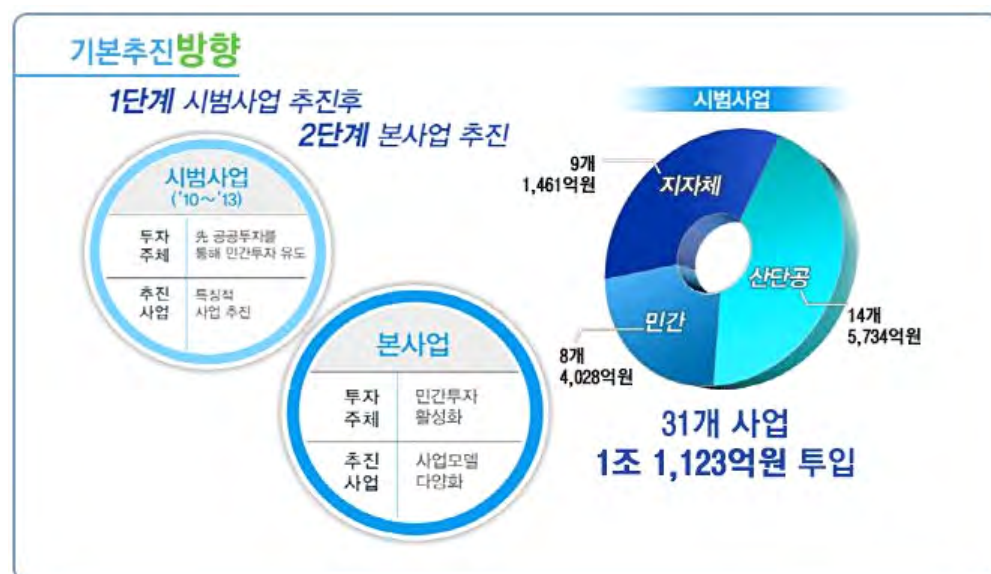 기본추진방향
1단계 시범사업 추진후
2단계 본사업 추진
시범사업
('10~'13)
투자
주체
先 공공투자를
통해 민간투자 유도
추진
사업
특징적
사업 추진
본사업
투자
주체
민간투자
활성화
추진
사업
사업모델
다양화
시범사업
9개
1,461억원
지자체
산단공
14개
5,734억원
민간
8개
4,028억원
31개 사업
1조 1,123억원 투입